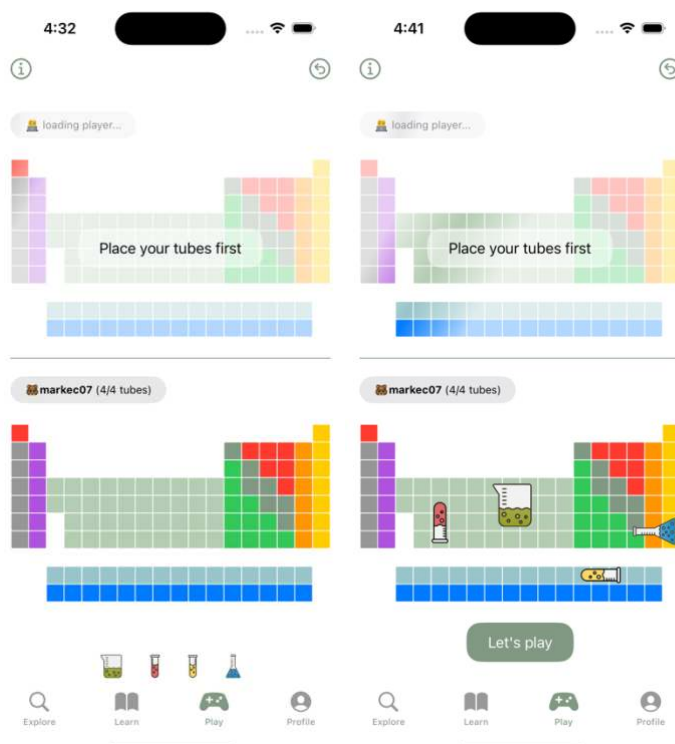 4:32
loading player...
Place your tubes first
markec07 (4/4 tubes)
Explore
Learn
Play
Profile
4:41
loading player...
Place your tubes first
markec07 (4/4 tubes)
Let's play
Explore
Learn
Play
Profile